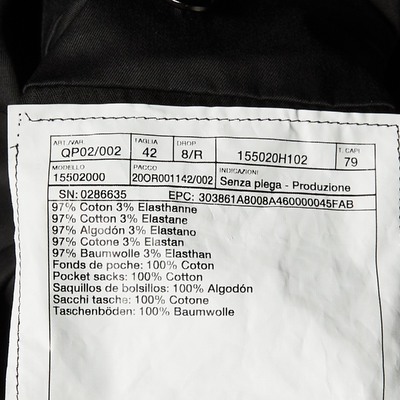 ART./VAR. TAGLIA DROP T. CAPI
QP02/002 42 8/R 155020H102 79
MODELLO PACCO INDICAZIONI
15502000 20OR001142/002 Senza piega - Produzione
SN: 0286635 EPC: 303861A8008A460000045FAB
97% Coton 3% Elasthanne
97% Cotton 3% Elastane
97% Algodón 3% Elastano
97% Cotone 3% Elastan
97% Baumwolle 3% Elasthan
Fonds de poche: 100% Coton
Pocket sacks: 100% Cotton
Saquillos de bolsillos: 100% Algodón
Sacchi tasche: 100% Cotone
Taschenböden: 100% Baumwolle